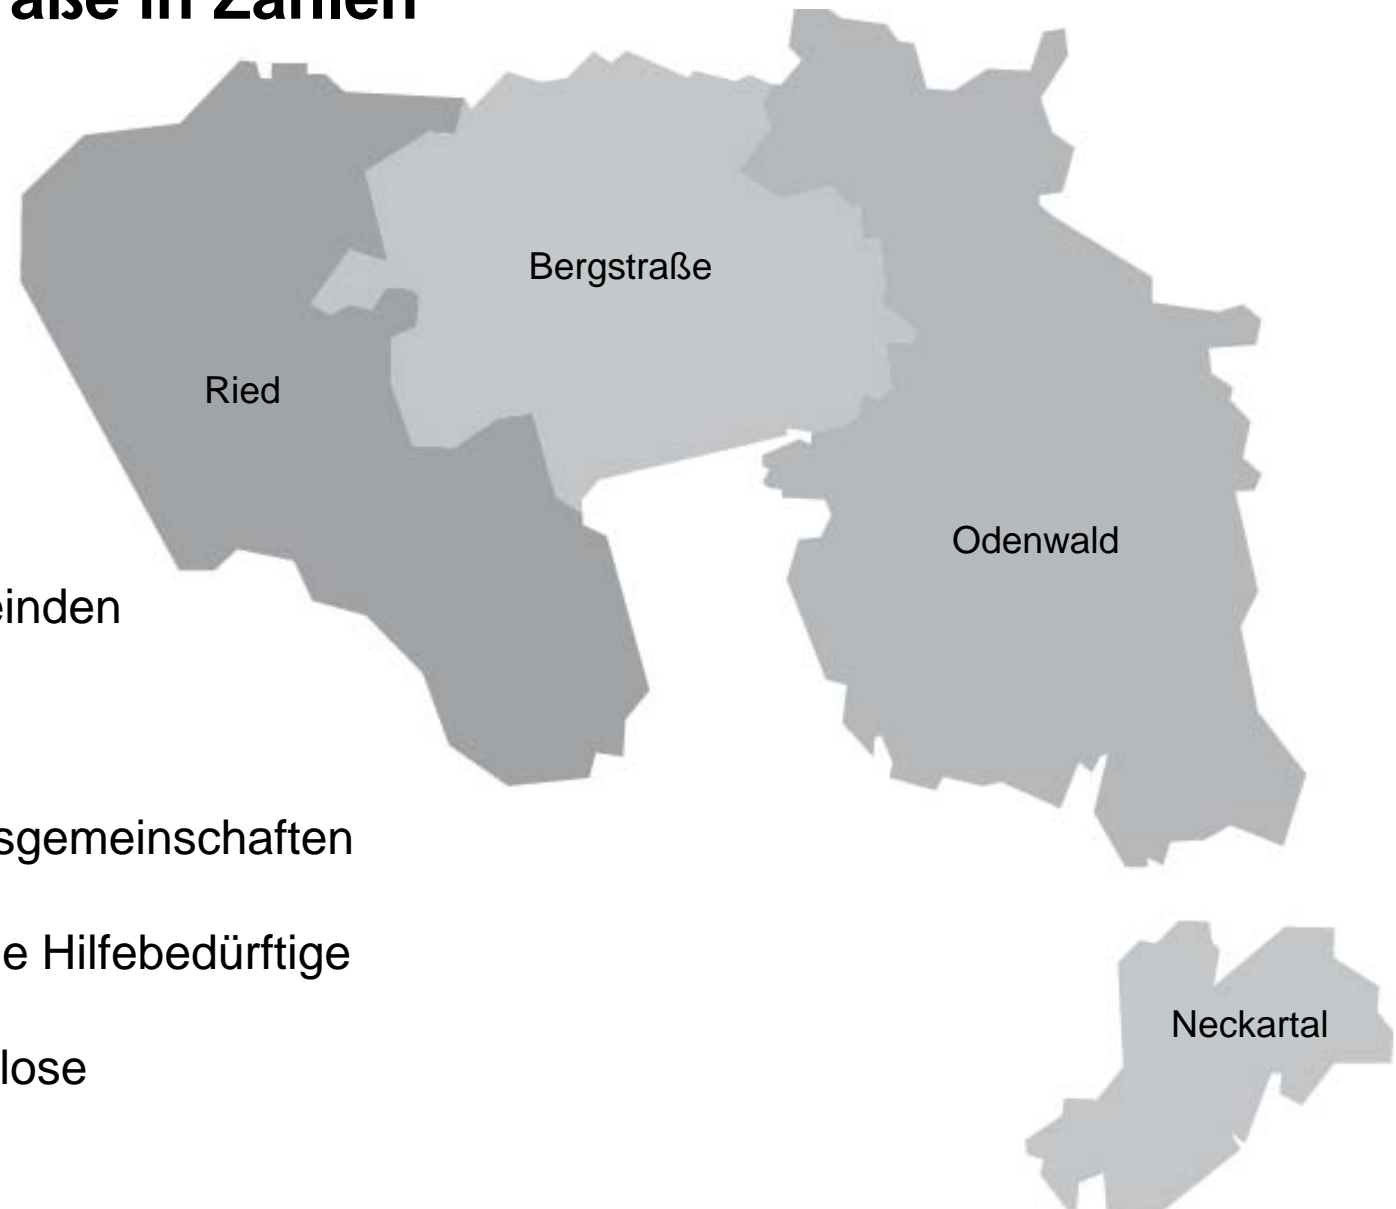 aße in Zahlen
Bergstraße
Ried
Odenwald
einden
sgemeinschaften
e Hilfebedürftige
Neckartal
lose